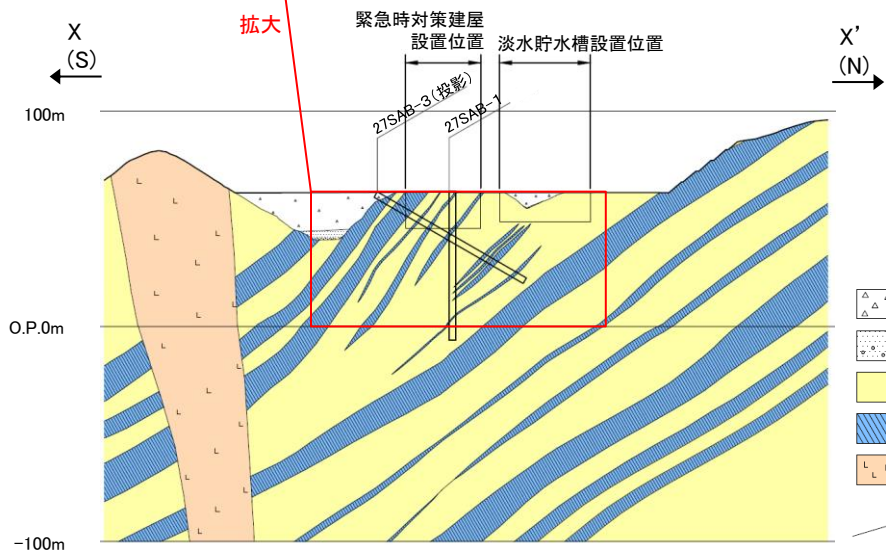 拡大
緊急時対策建屋
設置位置
淡水貯水槽設置位置
X
(S)
X'
(N)
27SAB-3(投影)
27SAB-1
100m
O.P.0m
-100m